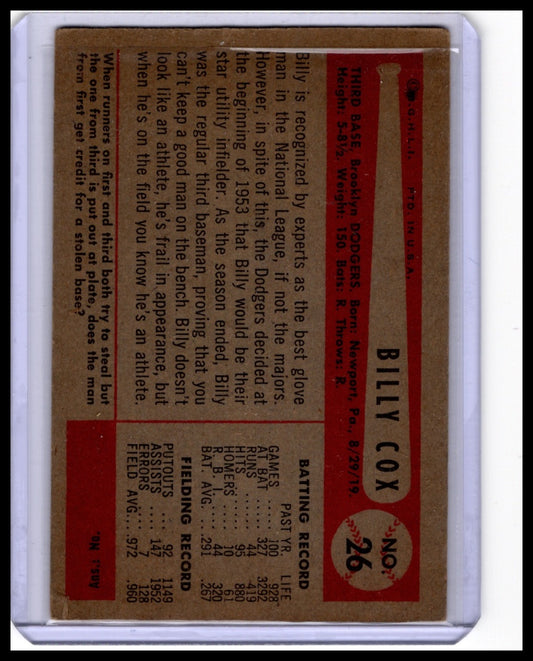 © G.H.L.I. PTD. IN U.S.A.
BILLY COX
NO.
26
THIRD BASE, Brooklyn DODGERS. Born: Newport, Pa., 8/29/19.
Height: 5-8½. Weight: 150. Bats: R. Throws: R.
Billy is recognized by experts as the best glove
man in the National League, if not the majors.
However, in spite of this, the Dodgers decided at
the beginning of 1953 that Billy would be their
star utility infielder. As the season ended, Billy
was the regular third baseman, proving that you
can't keep a good man on the bench. Billy doesn't
look like an athlete, he's frail in appearance, but
when he's on the field you know he's an athlete.
BATTING RECORD
PAST YR. LIFE
GAMES 100 928
AT BAT 327 3292
RUNS 44 419
HITS 95 880
HOMERS 10 61
R. B. I. 44 320
BAT. AVG. .291 .267
FIELDING RECORD
PUTOUTS 92 1149
ASSISTS 147 1952
ERRORS 7 128
FIELD AVG. .972 .960
When runners on first and third both try to steal but
the one from third is put out at plate, does the man
from first get credit for a stolen base?
ANS.: NO.